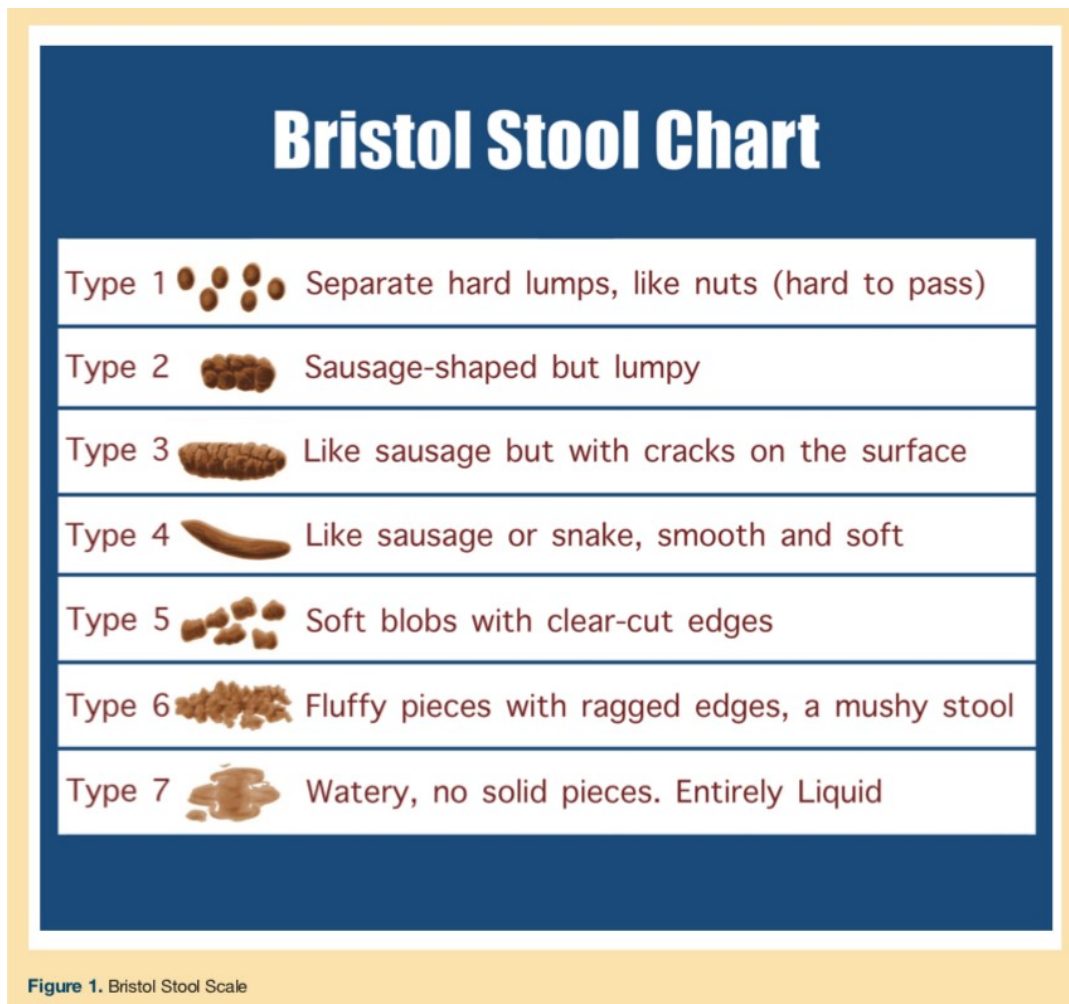 Bristol Stool Chart
Type 1 Separate hard lumps, like nuts (hard to pass)
Type 2 Sausage-shaped but lumpy
Type 3 Like sausage but with cracks on the surface
Type 4 Like sausage or snake, smooth and soft
Type 5 Soft blobs with clear-cut edges
Type 6 Fluffy pieces with ragged edges, a mushy stool
Type 7 Watery, no solid pieces. Entirely Liquid
Figure 1. Bristol Stool Scale